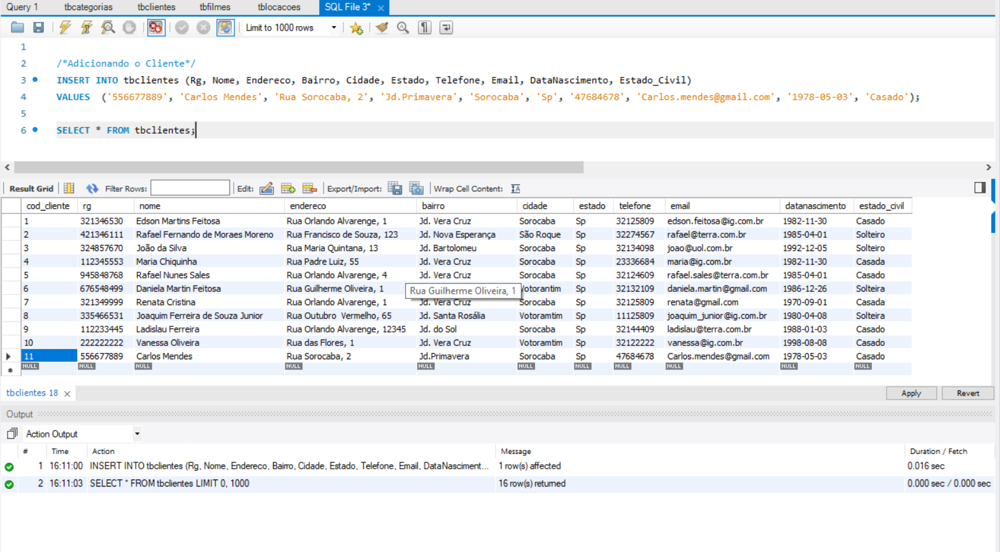 Query 1 tbcategorias tbclientes tbfilmes tblocacoes SQL File 3* ×
Limit to 1000 rows
1
2 /*Adicionando o Cliente*/
3 INSERT INTO tbclientes (Rg, Nome, Endereco, Bairro, Cidade, Estado, Telefone, Email, DataNascimento, Estado_Civil)
4 VALUES ('556677889', 'Carlos Mendes', 'Rua Sorocaba, 2', 'Jd.Primavera', 'Sorocaba', 'Sp', '47684678', 'Carlos.mendes@gmail.com', '1978-05-03', 'Casado');
5
6 SELECT * FROM tbclientes;
Result Grid Filter Rows: Edit: Export/Import: Wrap Cell Content:
cod_cliente rg nome endereco bairro cidade estado telefone email datanascimento estado_civil
1 321346530 Edson Martins Feitosa Rua Orlando Alvarenge, 1 Jd. Vera Cruz Sorocaba Sp 32125809 edson.feitosa@ig.com.br 1982-11-30 Casado
2 421346111 Rafael Fernando de Moraes Moreno Rua Francisco de Souza, 123 Jd. Nova Esperança São Roque Sp 32274567 rafael@terra.com.br 1985-04-01 Solteiro
3 324857670 João da Silva Rua Maria Quintana, 13 Jd. Bartolomeu Sorocaba Sp 32134098 joao@uol.com.br 1992-12-05 Solteiro
4 112345553 Maria Chiquinha Rua Padre Luiz, 55 Jd. Vera Cruz Sorocaba Sp 23336684 maria@ig.com.br 1982-11-30 Casada
5 945848768 Rafael Nunes Sales Rua Orlando Alvarenge, 4 Jd. Vera Cruz Sorocaba Sp 32124609 rafael.sales@terra.com.br 1985-04-01 Casado
6 676548499 Daniela Martin Feitosa Rua Guilherme Oliveira, 1 Rua Guilherme Oliveira, 1 Votorantim Sp 32132109 daniela.martin@gmail.com 1986-12-26 Solteira
7 321349999 Renata Cristina Rua Orlando Alvarenge, 1 Jd. Vera Cruz Sorocaba Sp 32125809 renata@gmail.com 1970-09-01 Casada
8 335466531 Joaquim Ferreira de Souza Junior Rua Outubro Vermelho, 65 Jd. Santa Rosália Votoramtim Sp 11125809 joaquim_junior@ig.com.br 1980-04-08 Solteira
9 112233445 Ladislau Ferreira Rua Orlando Alvarenge, 12345 Jd. do Sol Sorocaba Sp 32144409 ladislau@terra.com.br 1988-01-03 Casado
10 222222222 Vanessa Oliveira Rua das Flores, 1 Jd. Vera Cruz Votoramtim Sp 32122222 vanessa@ig.com.br 1998-08-08 Casado
11 556677889 Carlos Mendes Rua Sorocaba, 2 Jd.Primavera Sorocaba Sp 47684678 Carlos.mendes@gmail.com 1978-05-03 Casado
NULL NULL NULL NULL NULL NULL NULL NULL NULL NULL NULL
tbclientes 18 × Apply Revert
Output
Action Output
# Time Action Message Duration / Fetch
1 16:11:00 INSERT INTO tbclientes (Rg, Nome, Endereco, Bairro, Cidade, Estado, Telefone, Email, DataNasciment... 1 row(s) affected 0.016 sec
2 16:11:03 SELECT * FROM tbclientes LIMIT 0, 1000 16 row(s) returned 0.000 sec / 0.000 sec